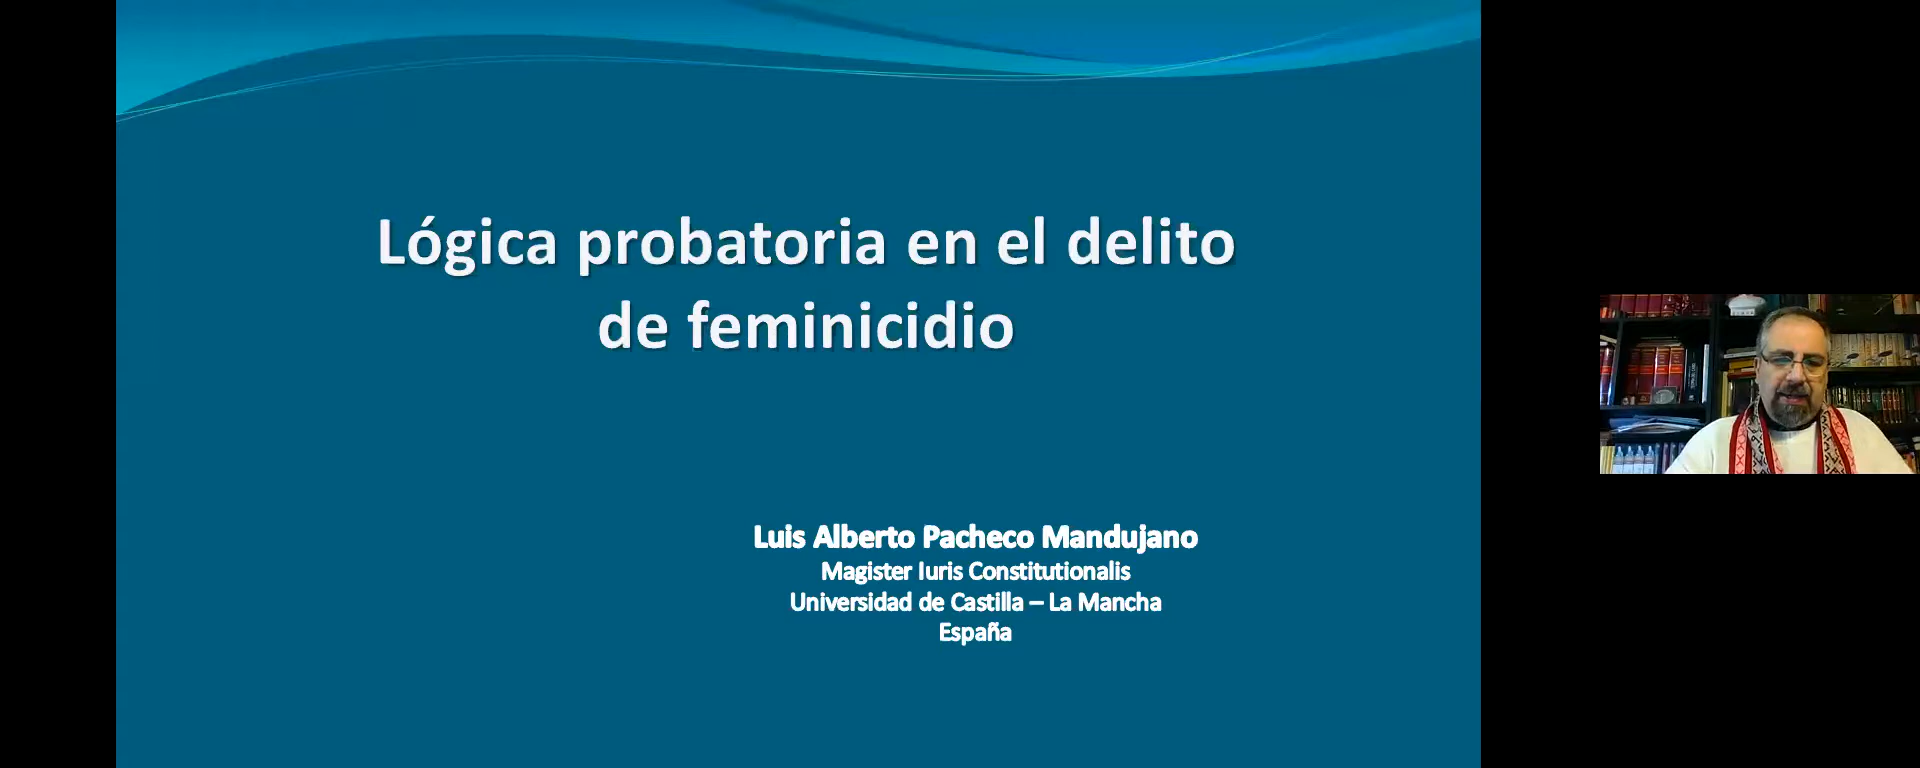 Lógica probatoria en el delito
de feminicidio
Luis Alberto Pacheco Mandujano
Magister Iuris Constitutionalis
Universidad de Castilla – La Mancha
España